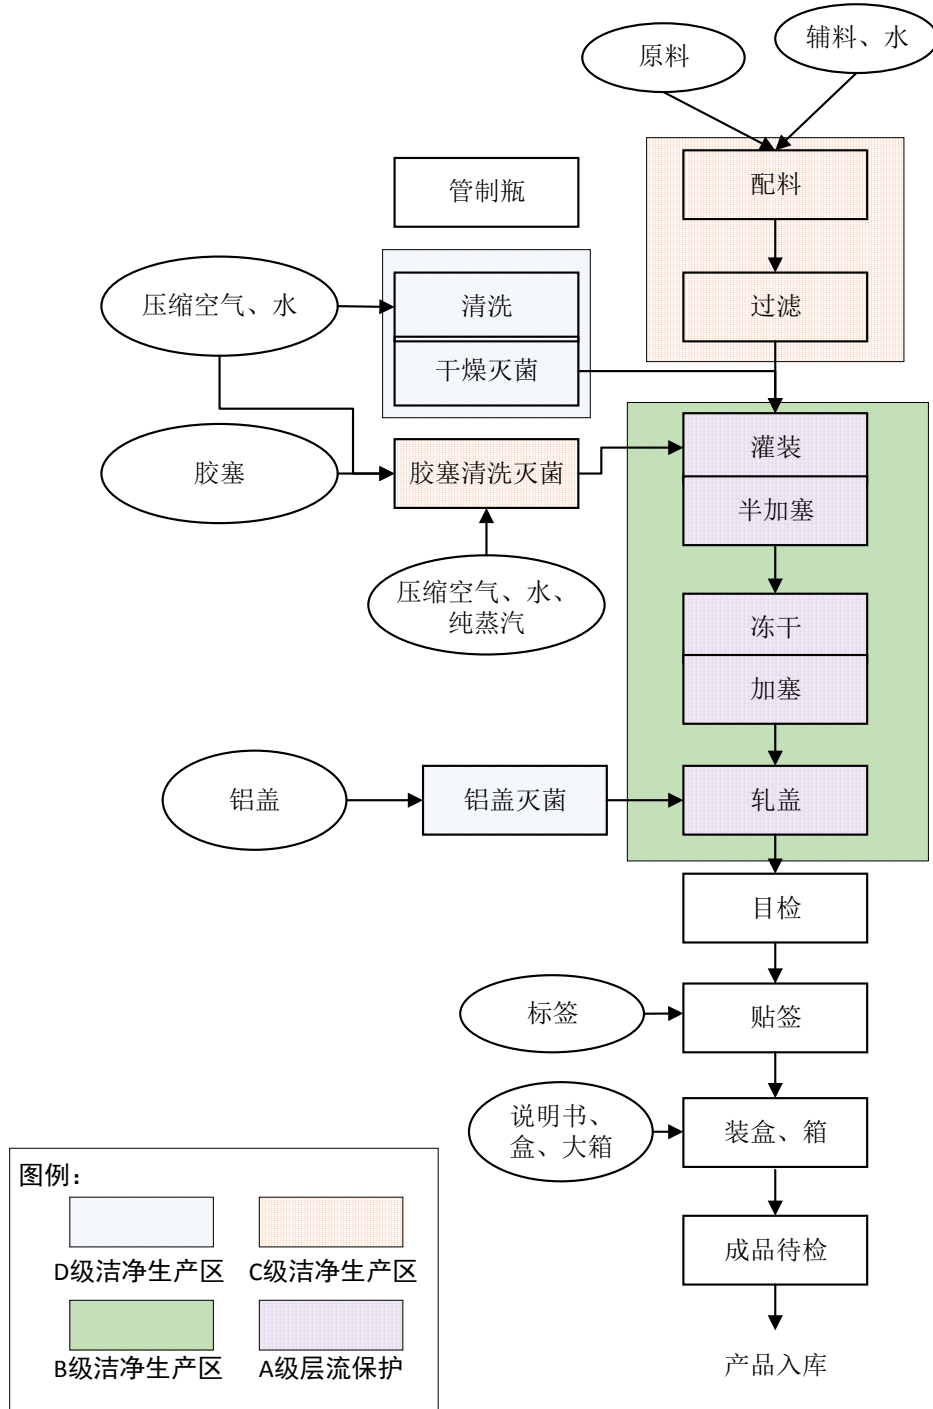 原料
辅料、水
配料
管制瓶
压缩空气、水
清洗
过滤
干燥灭菌
灌装
胶塞
胶塞清洗灭菌
半加塞
压缩空气、水、
纯蒸汽
冻干
加塞
铝盖
铝盖灭菌
轧盖
目检
标签
贴签
说明书、
盒、大箱
装盒、箱
成品待检
产品入库
图例：
D级洁净生产区
C级洁净生产区
B级洁净生产区
A级层流保护